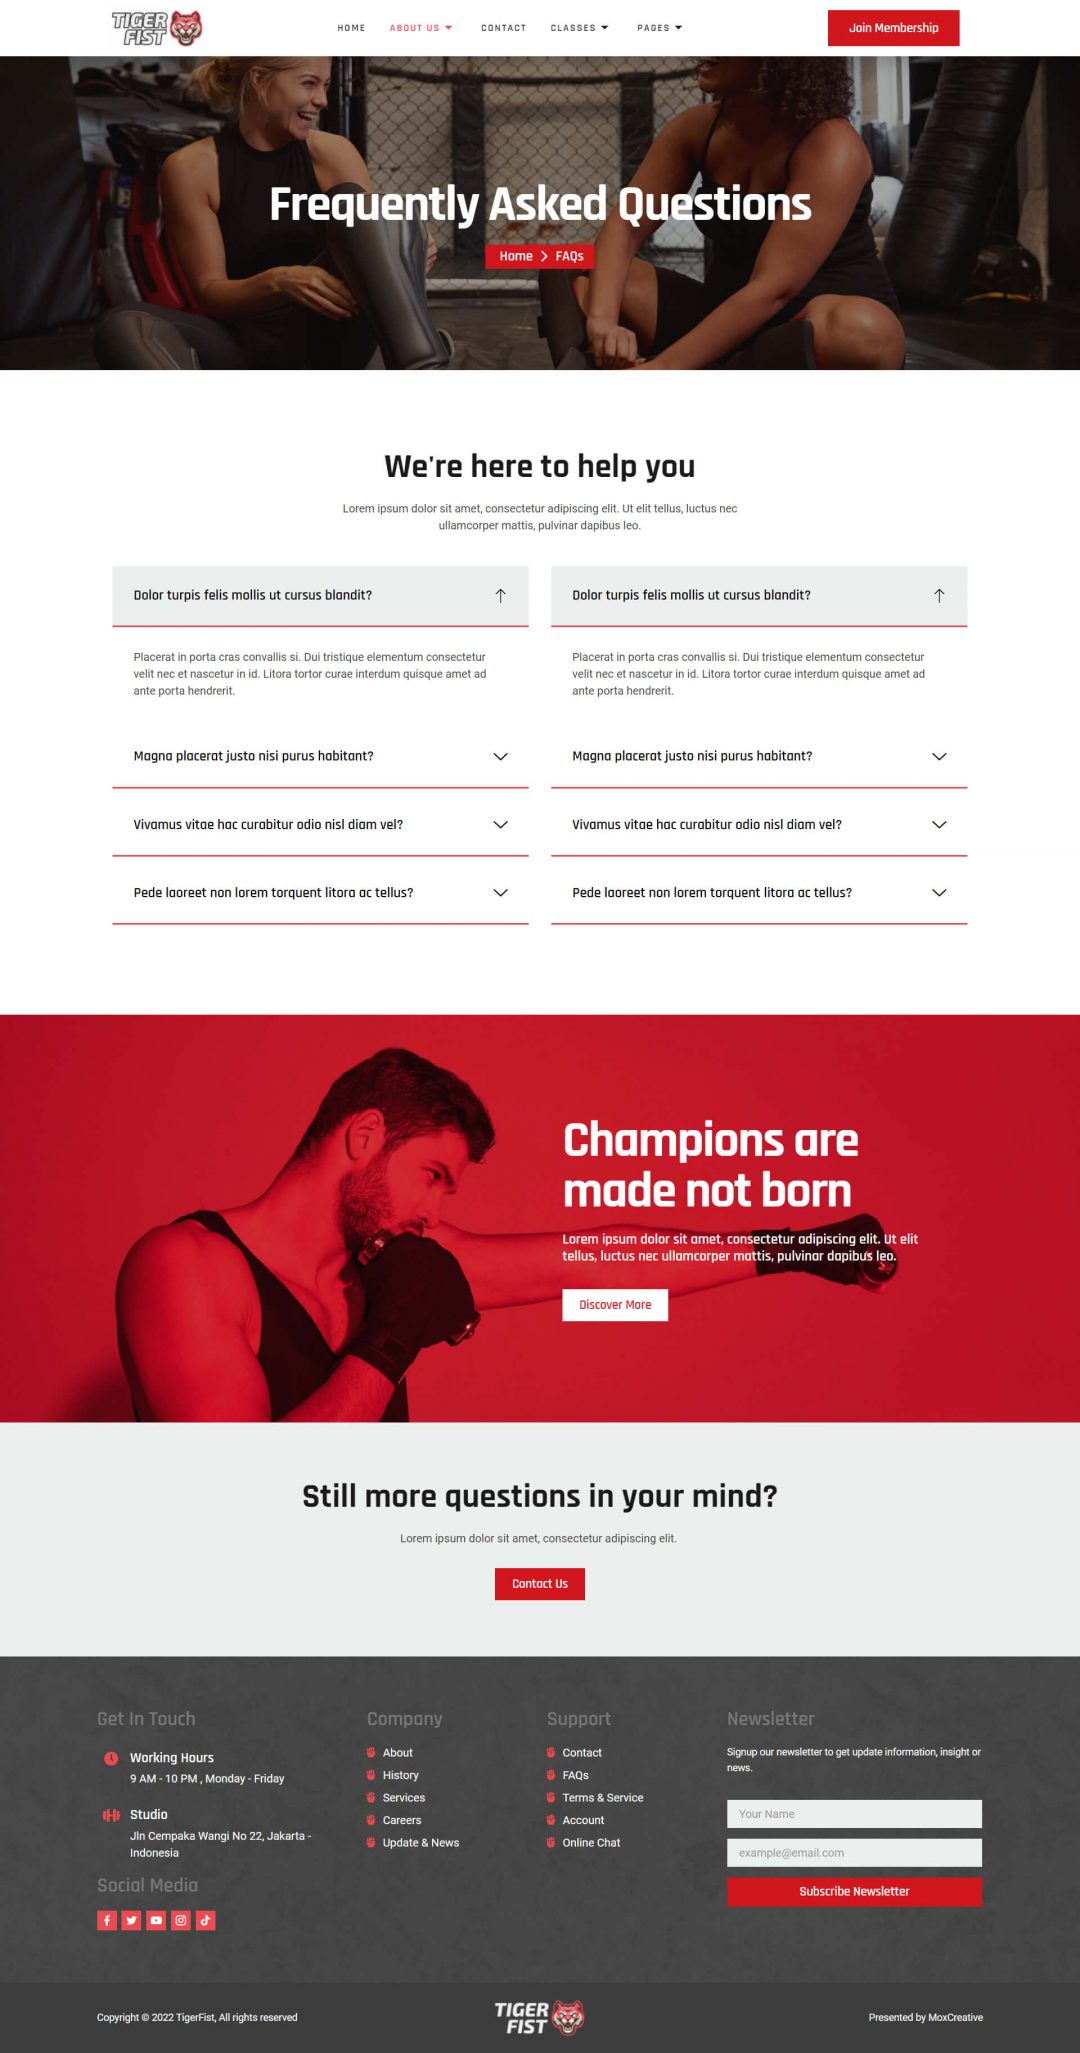 TIGER
FIST
HOME
ABOUT US
CONTACT
CLASSES
PAGES
Join Membership
Frequently Asked Questions
Home > FAQs
We're here to help you
Lorem ipsum dolor sit amet, consectetur adipiscing elit. Ut elit tellus, luctus nec
ullamcorper mattis, pulvinar dapibus leo.
Dolor turpis felis mollis ut cursus blandit?
Placerat in porta cras convallis si. Dui tristique elementum consectetur
velit nec et nascetur in id. Litora tortor curae interdum quisque amet ad
ante porta hendrerit.
Magna placerat justo nisi purus habitant?
Vivamus vitae hac curabitur odio nisl diam vel?
Pede laoreet non lorem torquent litora ac tellus?
Dolor turpis felis mollis ut cursus blandit?
Placerat in porta cras convallis si. Dui tristique elementum consectetur
velit nec et nascetur in id. Litora tortor curae interdum quisque amet ad
ante porta hendrerit.
Magna placerat justo nisi purus habitant?
Vivamus vitae hac curabitur odio nisl diam vel?
Pede laoreet non lorem torquent litora ac tellus?
Champions are
made not born
Lorem ipsum dolor sit amet, consectetur adipiscing elit. Ut elit
tellus, luctus nec ullamcorper mattis, pulvinar dapibus leo.
Discover More
Still more questions in your mind?
Lorem ipsum dolor sit amet, consectetur adipiscing elit.
Contact Us
Get In Touch
Working Hours
9 AM - 10 PM , Monday - Friday
Studio
Jln Cempaka Wangi No 22, Jakarta -
Indonesia
Social Media
Company
About
History
Services
Careers
Update & News
Support
Contact
FAQs
Terms & Service
Account
Online Chat
Newsletter
Signup our newsletter to get update information, insight or
news.
Your Name
example@email.com
Subscribe Newsletter
Copyright © 2022 TigerFist, All rights reserved
TIGER
FIST
Presented by MoxCreative